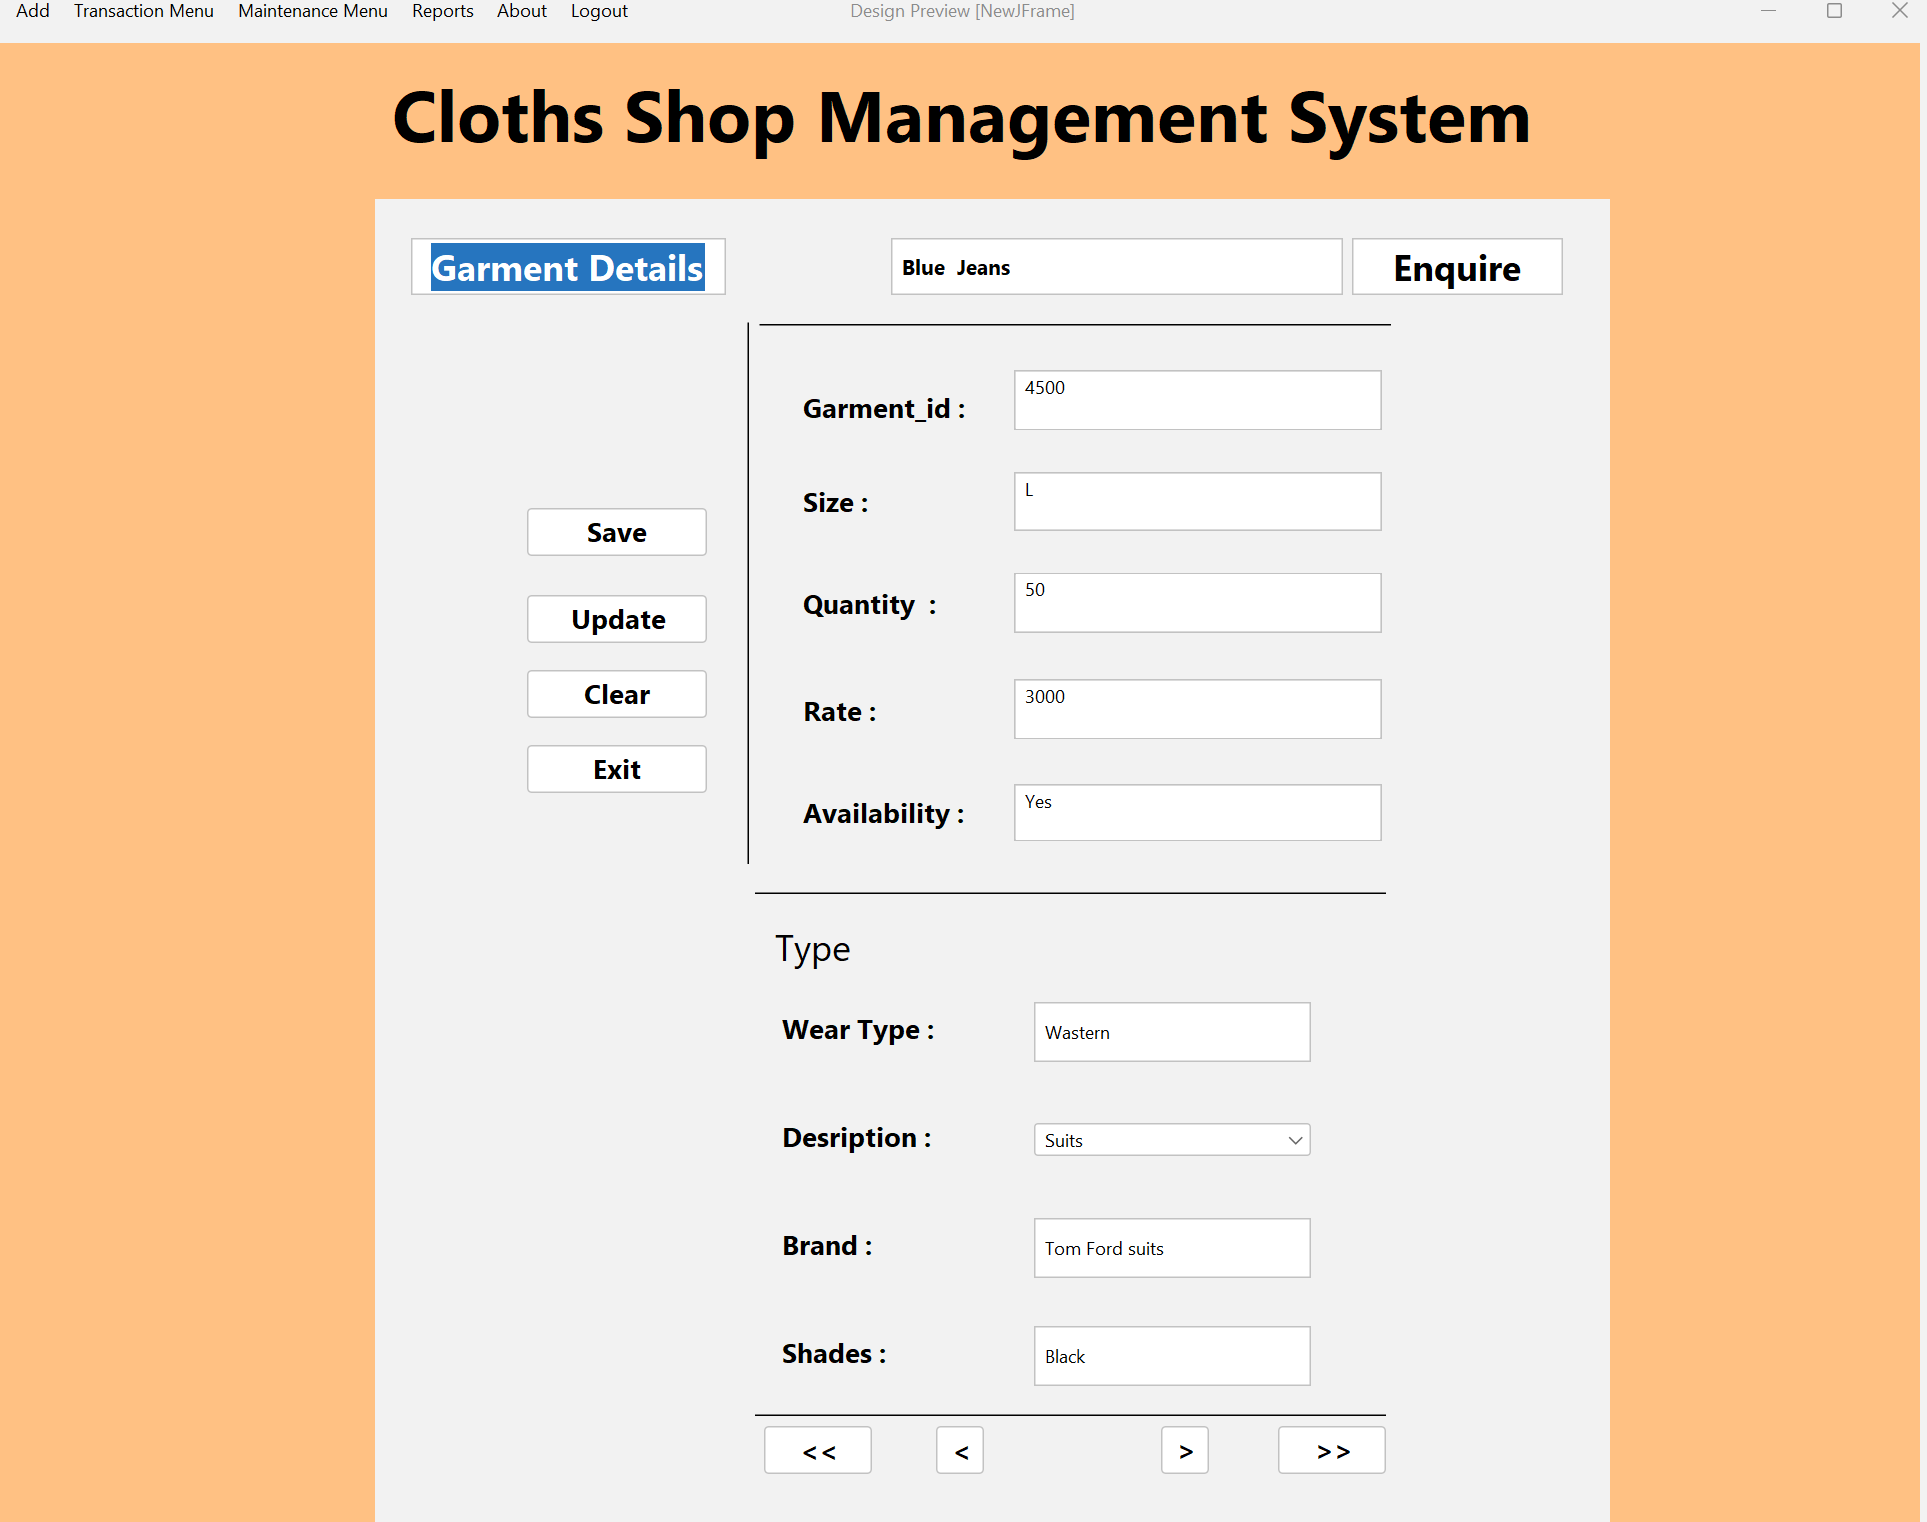 Add Transaction Menu Maintenance Menu Reports About Logout Design Preview [NewJFrame]
Cloths Shop Management System
Garment Details Blue Jeans Enquire
Garment_id : 4500
Size : L
Save
Quantity : 50
Update
Clear
Rate : 3000
Exit
Availability : Yes
Type
Wear Type : Wastern
Desription : Suits
Brand : Tom Ford suits
Shades : Black
<< < > >>